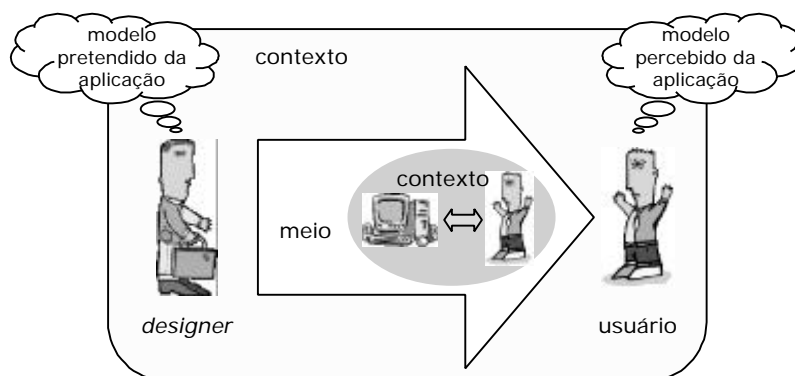 modelo
pretendido da
aplicação
contexto
modelo
percebido da
aplicação
contexto
meio
designer
usuário